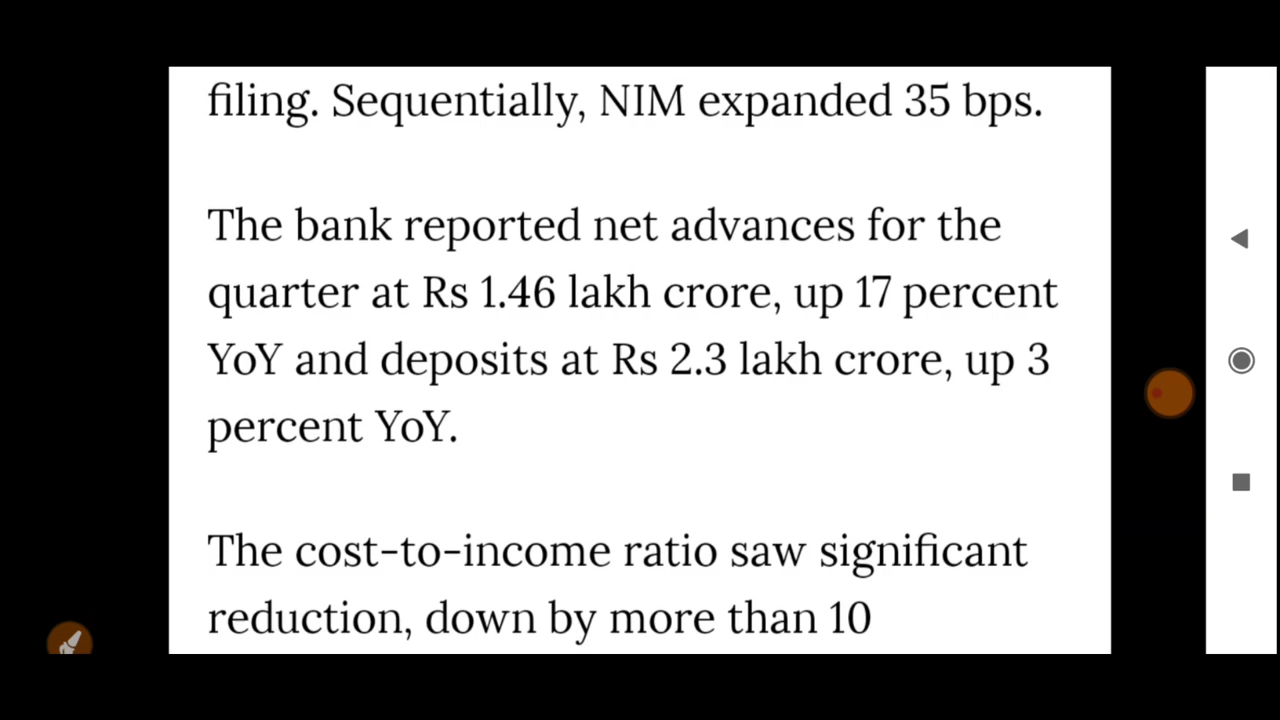 filing. Sequentially, NIM expanded 35 bps.
The bank reported net advances for the
quarter at Rs 1.46 lakh crore, up 17 percent
YoY and deposits at Rs 2.3 lakh crore, up 3
percent YoY.
The cost-to-income ratio saw significant
reduction, down by more than 10